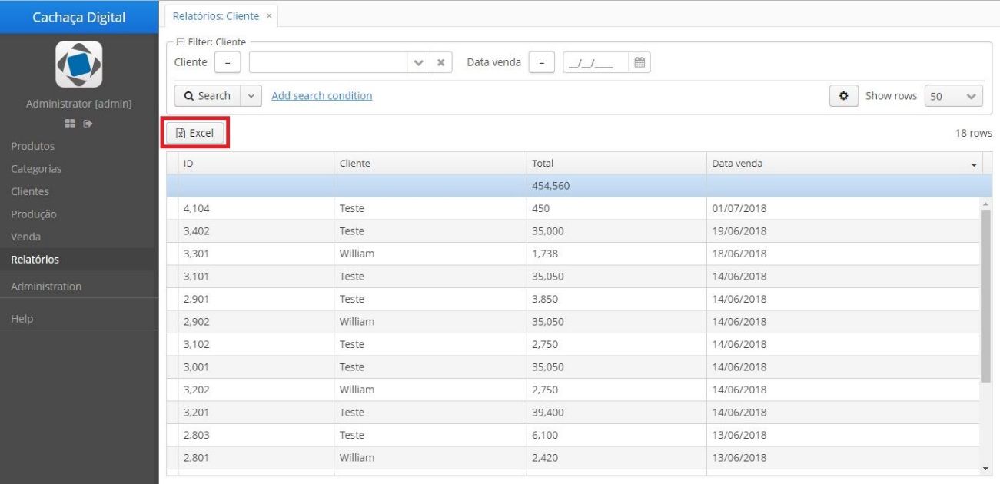 Cachaça Digital
Relatórios: Cliente ×
Administrator [admin]
Produtos
Categorias
Clientes
Produção
Venda
Relatórios
Administration
Help
Filter: Cliente
Cliente = Data venda = __/__/____
Search Add search condition Show rows 50
Excel 18 rows
ID Cliente Total Data venda
454,560
4,104 Teste 450 01/07/2018
3,402 Teste 35,000 19/06/2018
3,301 William 1,738 18/06/2018
3,101 Teste 35,050 14/06/2018
2,901 Teste 3,850 14/06/2018
2,902 William 35,050 14/06/2018
3,102 Teste 2,750 14/06/2018
3,001 Teste 35,050 14/06/2018
3,202 William 2,750 14/06/2018
3,201 Teste 39,400 14/06/2018
2,803 Teste 6,100 13/06/2018
2,801 William 2,420 13/06/2018